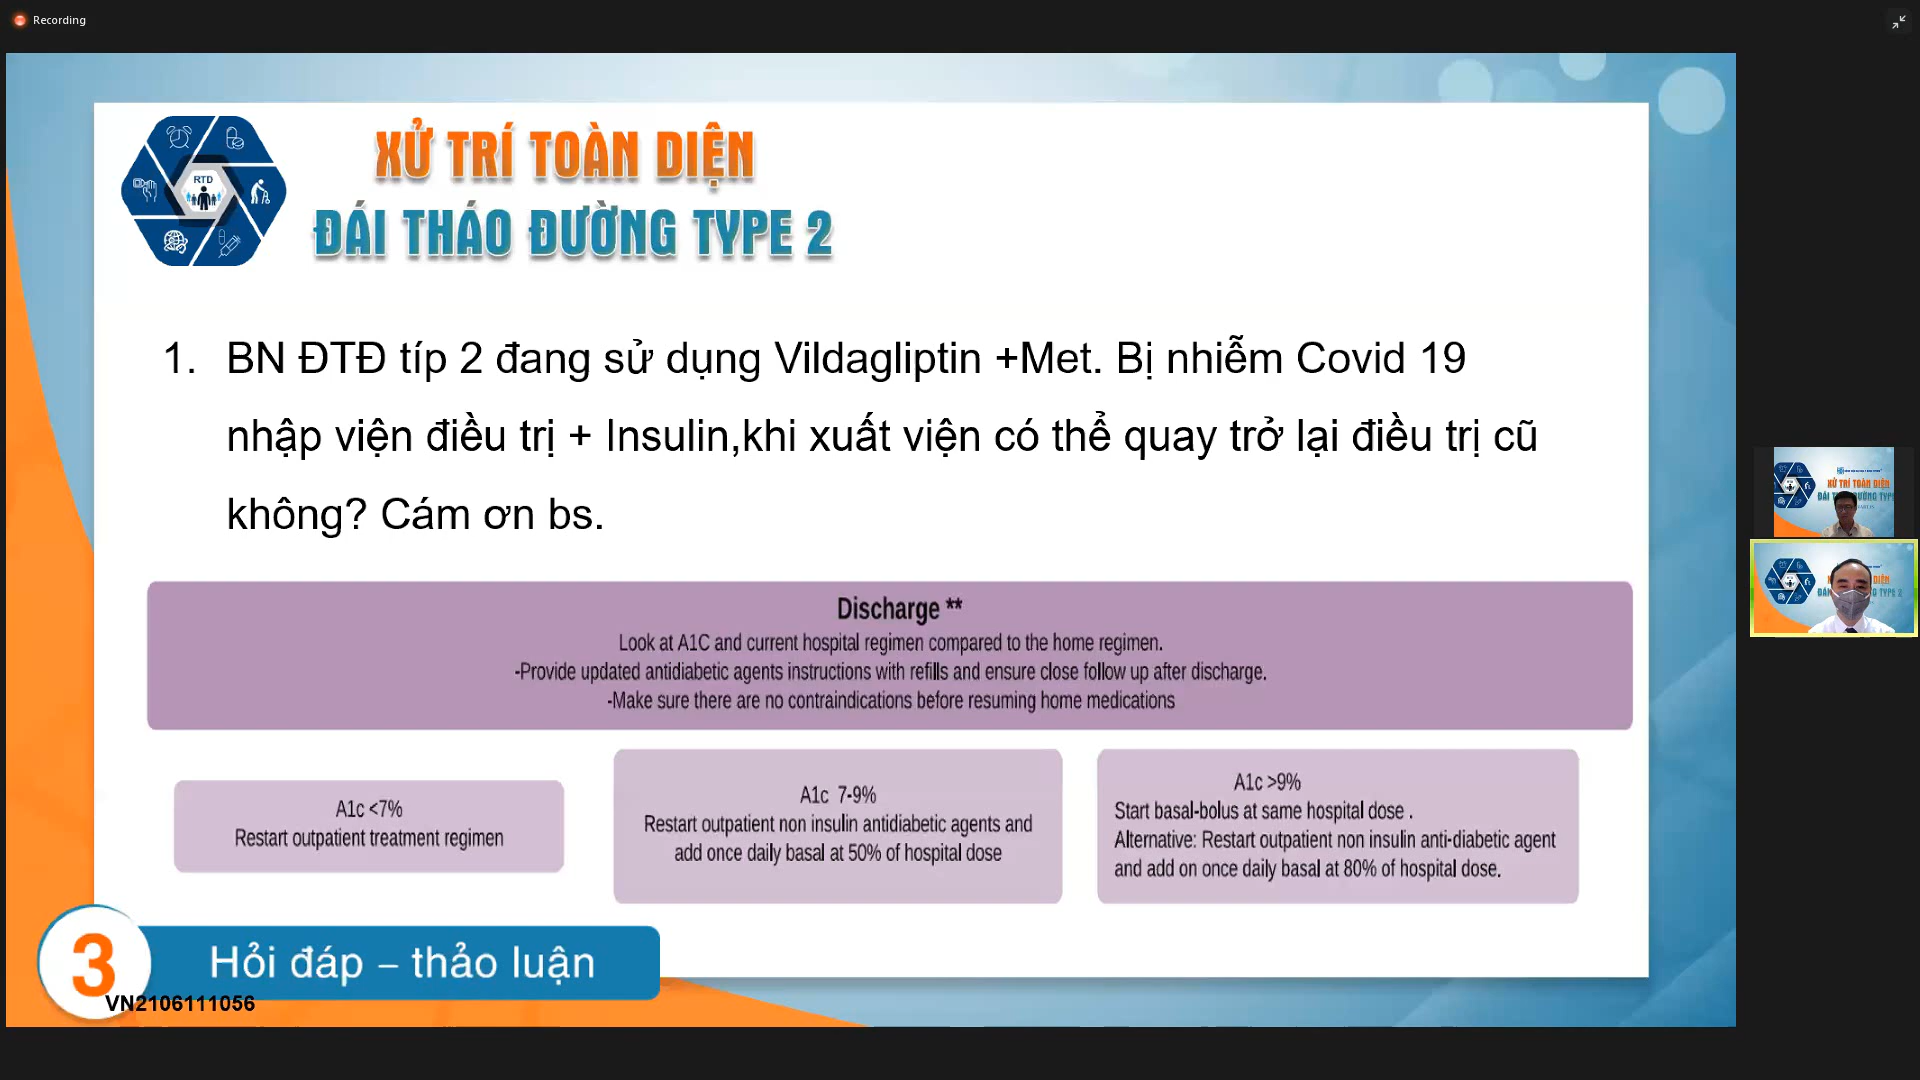 Recording
RTD
XỬ TRÍ TOÀN DIỆN
ĐÁI THÁO ĐƯỜNG TYPE 2
1. BN ĐTĐ típ 2 đang sử dụng Vildagliptin +Met. Bị nhiễm Covid 19
nhập viện điều trị + Insulin,khi xuất viện có thể quay trở lại điều trị cũ
không? Cám ơn bs.
Discharge **
Look at A1C and current hospital regimen compared to the home regimen.
-Provide updated antidiabetic agents instructions with refills and ensure close follow up after discharge.
-Make sure there are no contraindications before resuming home medications
A1c <7%
Restart outpatient treatment regimen
A1c 7-9%
Restart outpatient non insulin antidiabetic agents and
add once daily basal at 50% of hospital dose
A1c >9%
Start basal-bolus at same hospital dose .
Alternative: Restart outpatient non insulin anti-diabetic agent
and add on once daily basal at 80% of hospital dose.
3 Hỏi đáp – thảo luận
VN2106111056
XỬ TRÍ TOÀN DIỆN